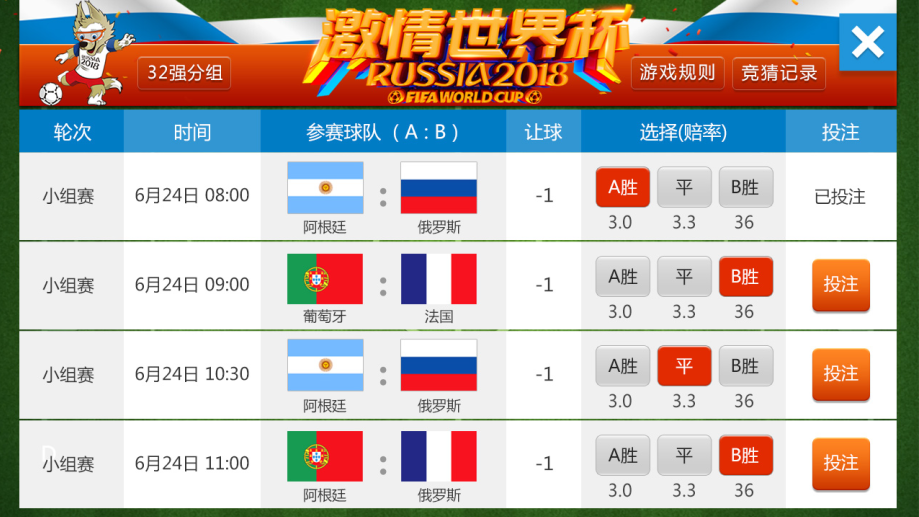 激情世界杯
RUSSIA 2018
FIFA WORLD CUP
RUSSIA
2018
32强分组
游戏规则
竞猜记录
轮次 时间 参赛球队（A : B） 让球 选择(赔率) 投注
小组赛 6月24日 08:00 阿根廷 : 俄罗斯 -1 A胜 平 B胜 已投注
3.0 3.3 36
小组赛 6月24日 09:00 葡萄牙 : 法国 -1 A胜 平 B胜 投注
3.0 3.3 36
小组赛 6月24日 10:30 阿根廷 : 俄罗斯 -1 A胜 平 B胜 投注
3.0 3.3 36
小组赛 6月24日 11:00 阿根廷 : 俄罗斯 -1 A胜 平 B胜 投注
3.0 3.3 36